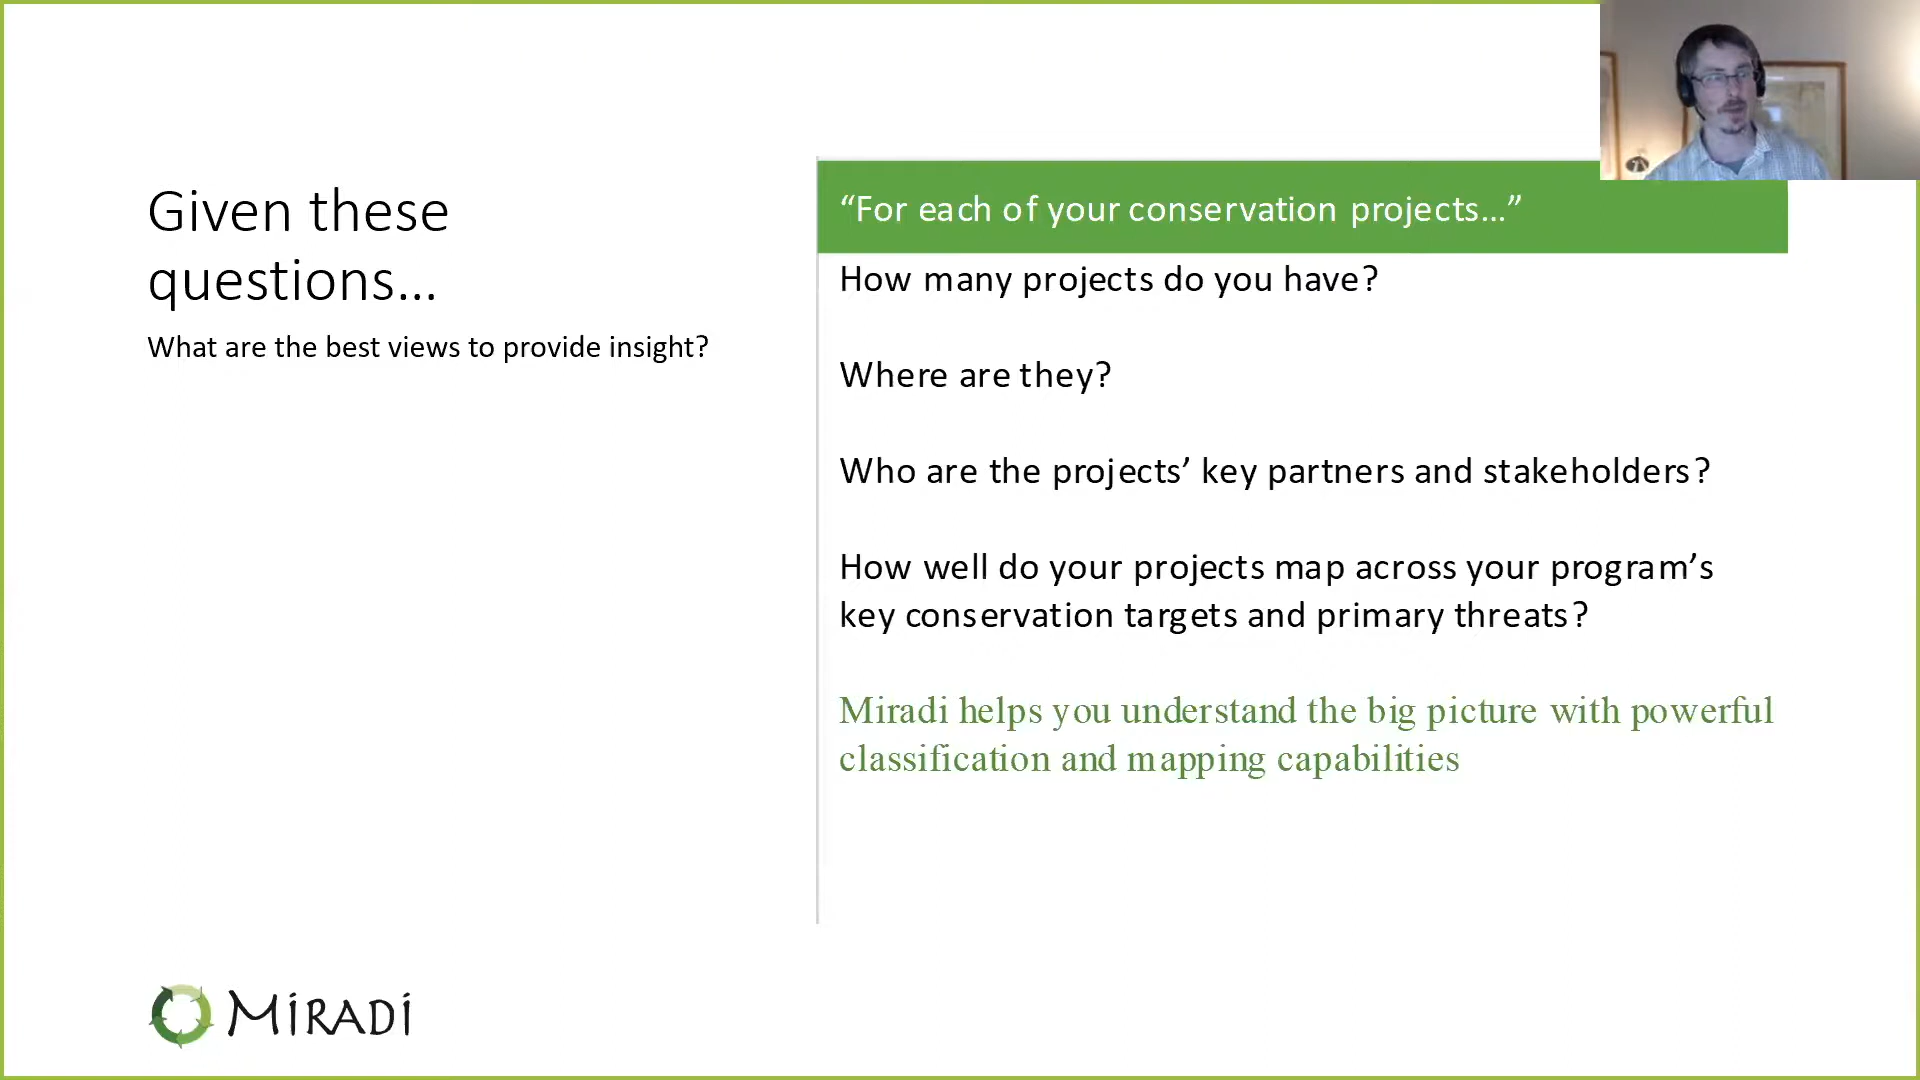 Given these
questions...
What are the best views to provide insight?
“For each of your conservation projects...”
How many projects do you have?
Where are they?
Who are the projects’ key partners and stakeholders?
How well do your projects map across your program’s
key conservation targets and primary threats?
Miradi helps you understand the big picture with powerful
classification and mapping capabilities
MiRADi